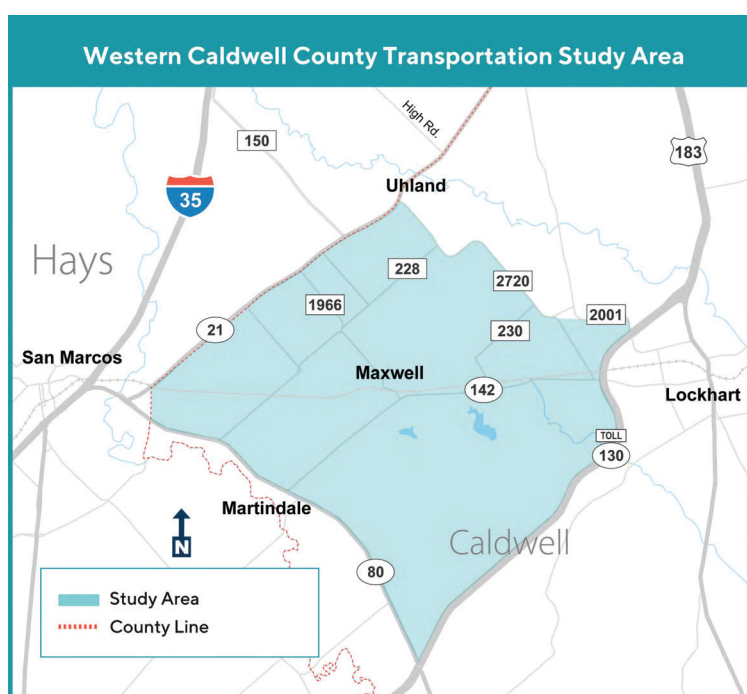 Western Caldwell County Transportation Study Area
High Rd.
150
183
Uhland
35
Hays
228
2720
1966
2001
21
230
San Marcos
Maxwell
142
Lockhart
TOLL
130
Martindale
Caldwell
N
80
Study Area
County Line